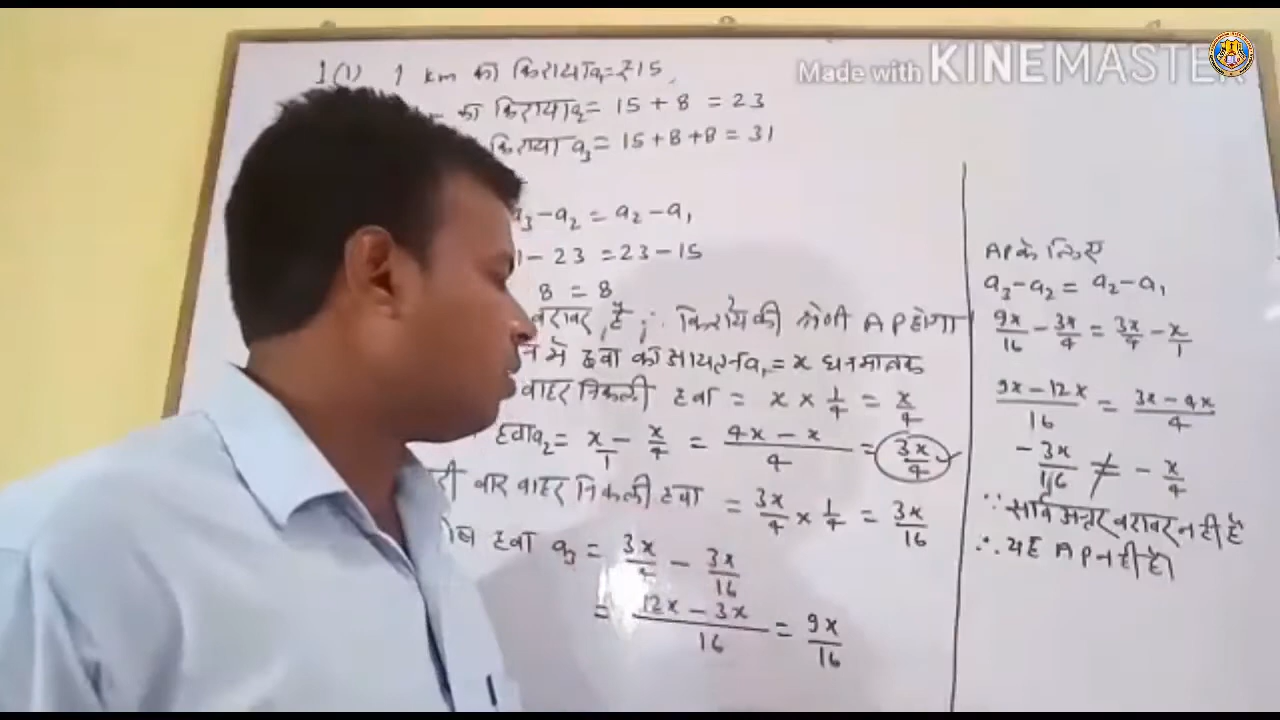 Made with KINEMASTER
1(i) 1 km का किराया a₁ = ₹15,
का किराया a₂ = 15 + 8 = 23
किराया a₃ = 15 + 8 + 8 = 31
a₃ - a₂ = a₂ - a₁
- 23 = 23 - 15
8 = 8
बराबर है ∴ किराये की श्रेणी AP होगा
में हवा का आयतन a₁ = x घनमात्रक
बाहर निकली हवा = x × 1/4 = x/4
हवा a₂ = x/1 - x/4 = (4x - x)/4 = 3x/4
री बार बाहर निकली हवा = 3x/4 × 1/4 = 3x/16
हवा a₃ = 3x/4 - 3x/16
= (12x - 3x)/16 = 9x/16
AP के लिए
a₃ - a₂ = a₂ - a₁
9x/16 - 3x/4 = 3x/4 - x/1
(9x - 12x)/16 = (3x - 4x)/4
- 3x/16 ≠ - x/4
∵ सार्व अन्तर बराबर नहीं है
∴ यह AP नहीं है।